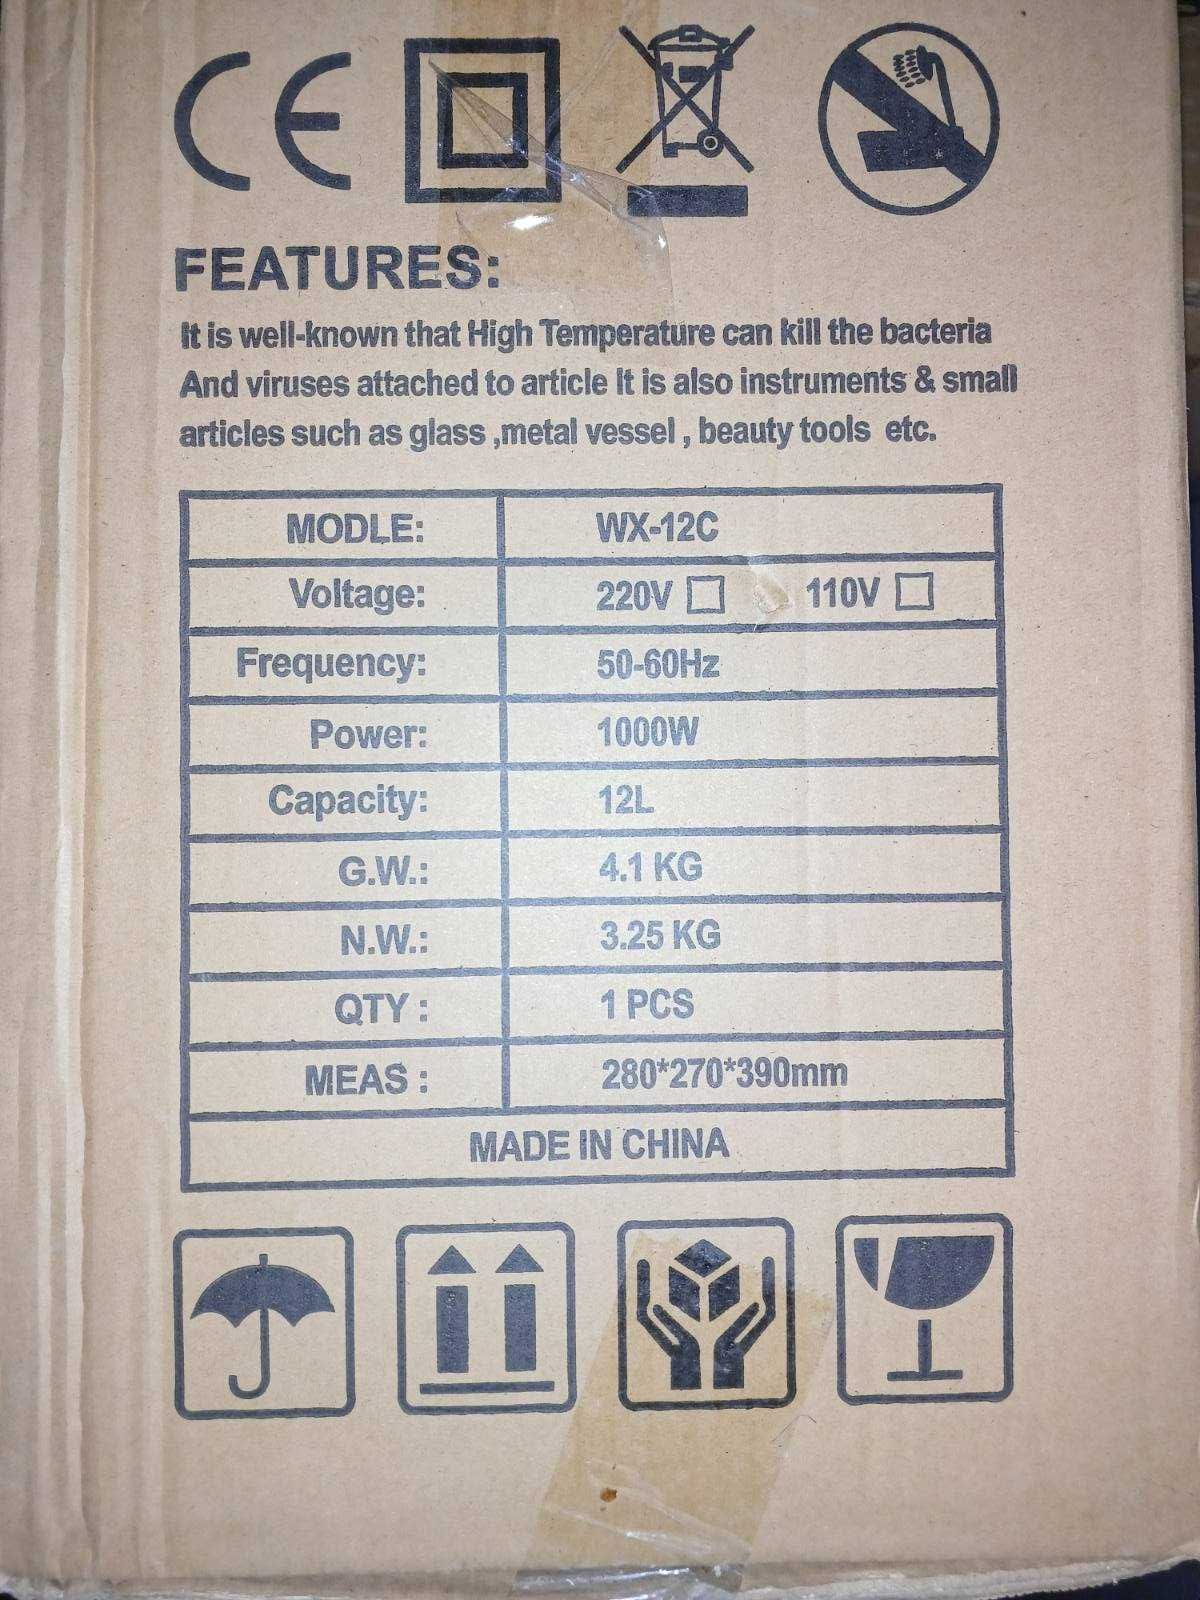 CE
FEATURES:
It is well-known that High Temperature can kill the bacteria
And viruses attached to article It is also instruments & small
articles such as glass ,metal vessel , beauty tools etc.
MODLE: WX-12C
Voltage: 220V 110V
Frequency: 50-60Hz
Power: 1000W
Capacity: 12L
G.W.: 4.1 KG
N.W.: 3.25 KG
QTY : 1 PCS
MEAS : 280*270*390mm
MADE IN CHINA